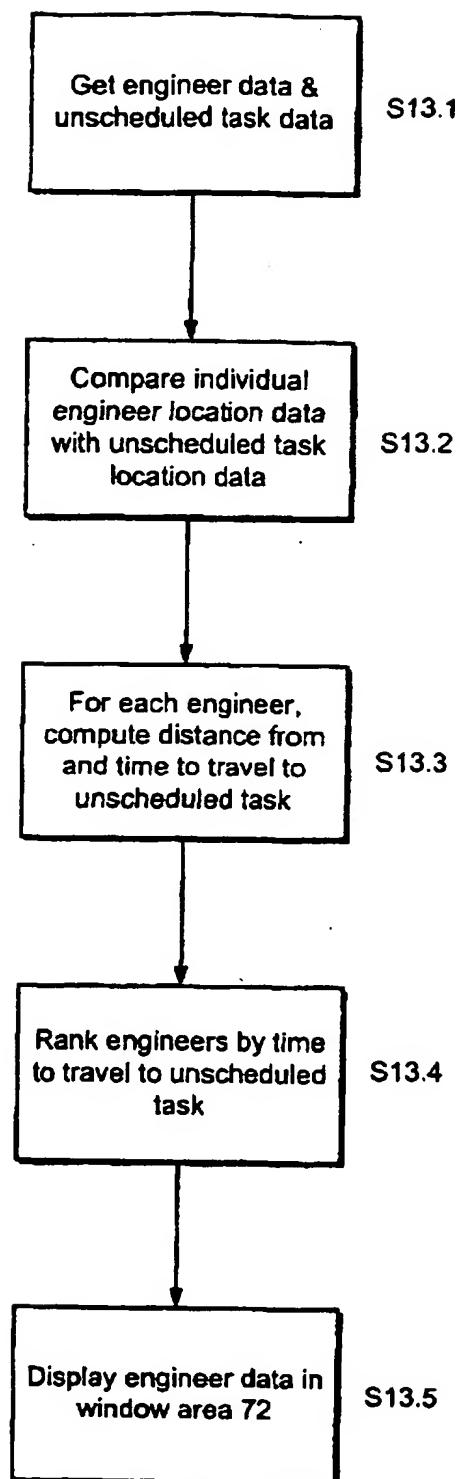 Get engineer data &
unscheduled task data
S13.1
Compare individual
engineer location data
with unscheduled task
location data
S13.2
For each engineer,
compute distance from
and time to travel to
unscheduled task
S13.3
Rank engineers by time
to travel to unscheduled
task
S13.4
Display engineer data in
window area 72
S13.5